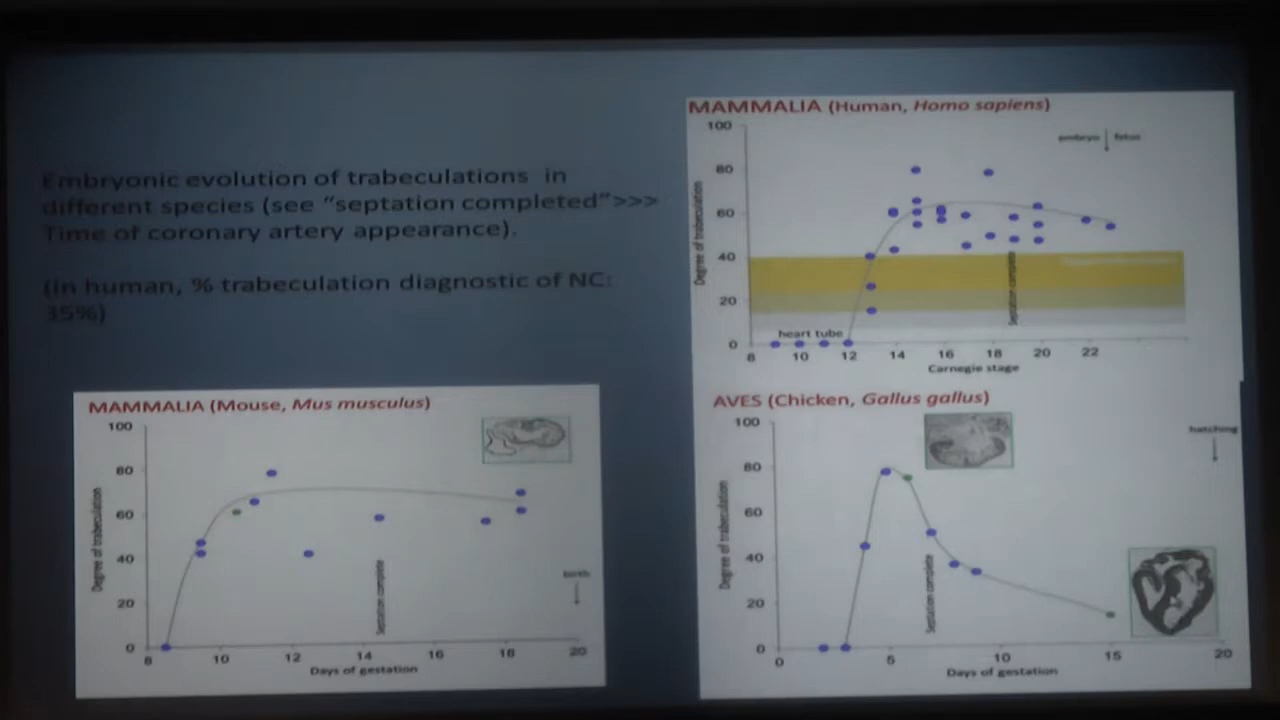 Embryonic evolution of trabeculations in
different species (see “septation completed”>>>
Time of coronary artery appearance).
(in human, % trabeculation diagnostic of NC:
35%)
MAMMALIA (Human, Homo sapiens)
100
80
60
40
20
0
Degree of trabeculation
embryo
fetus
heart tube
Septation complete
8
10
12
14
16
18
20
22
Carnegie stage
MAMMALIA (Mouse, Mus musculus)
100
80
60
40
20
0
Degree of trabeculation
Septation complete
birth
8
10
12
14
16
18
20
Days of gestation
AVES (Chicken, Gallus gallus)
100
80
60
40
20
0
Degree of trabeculation
Septation complete
hatching
0
5
10
15
20
Days of gestation